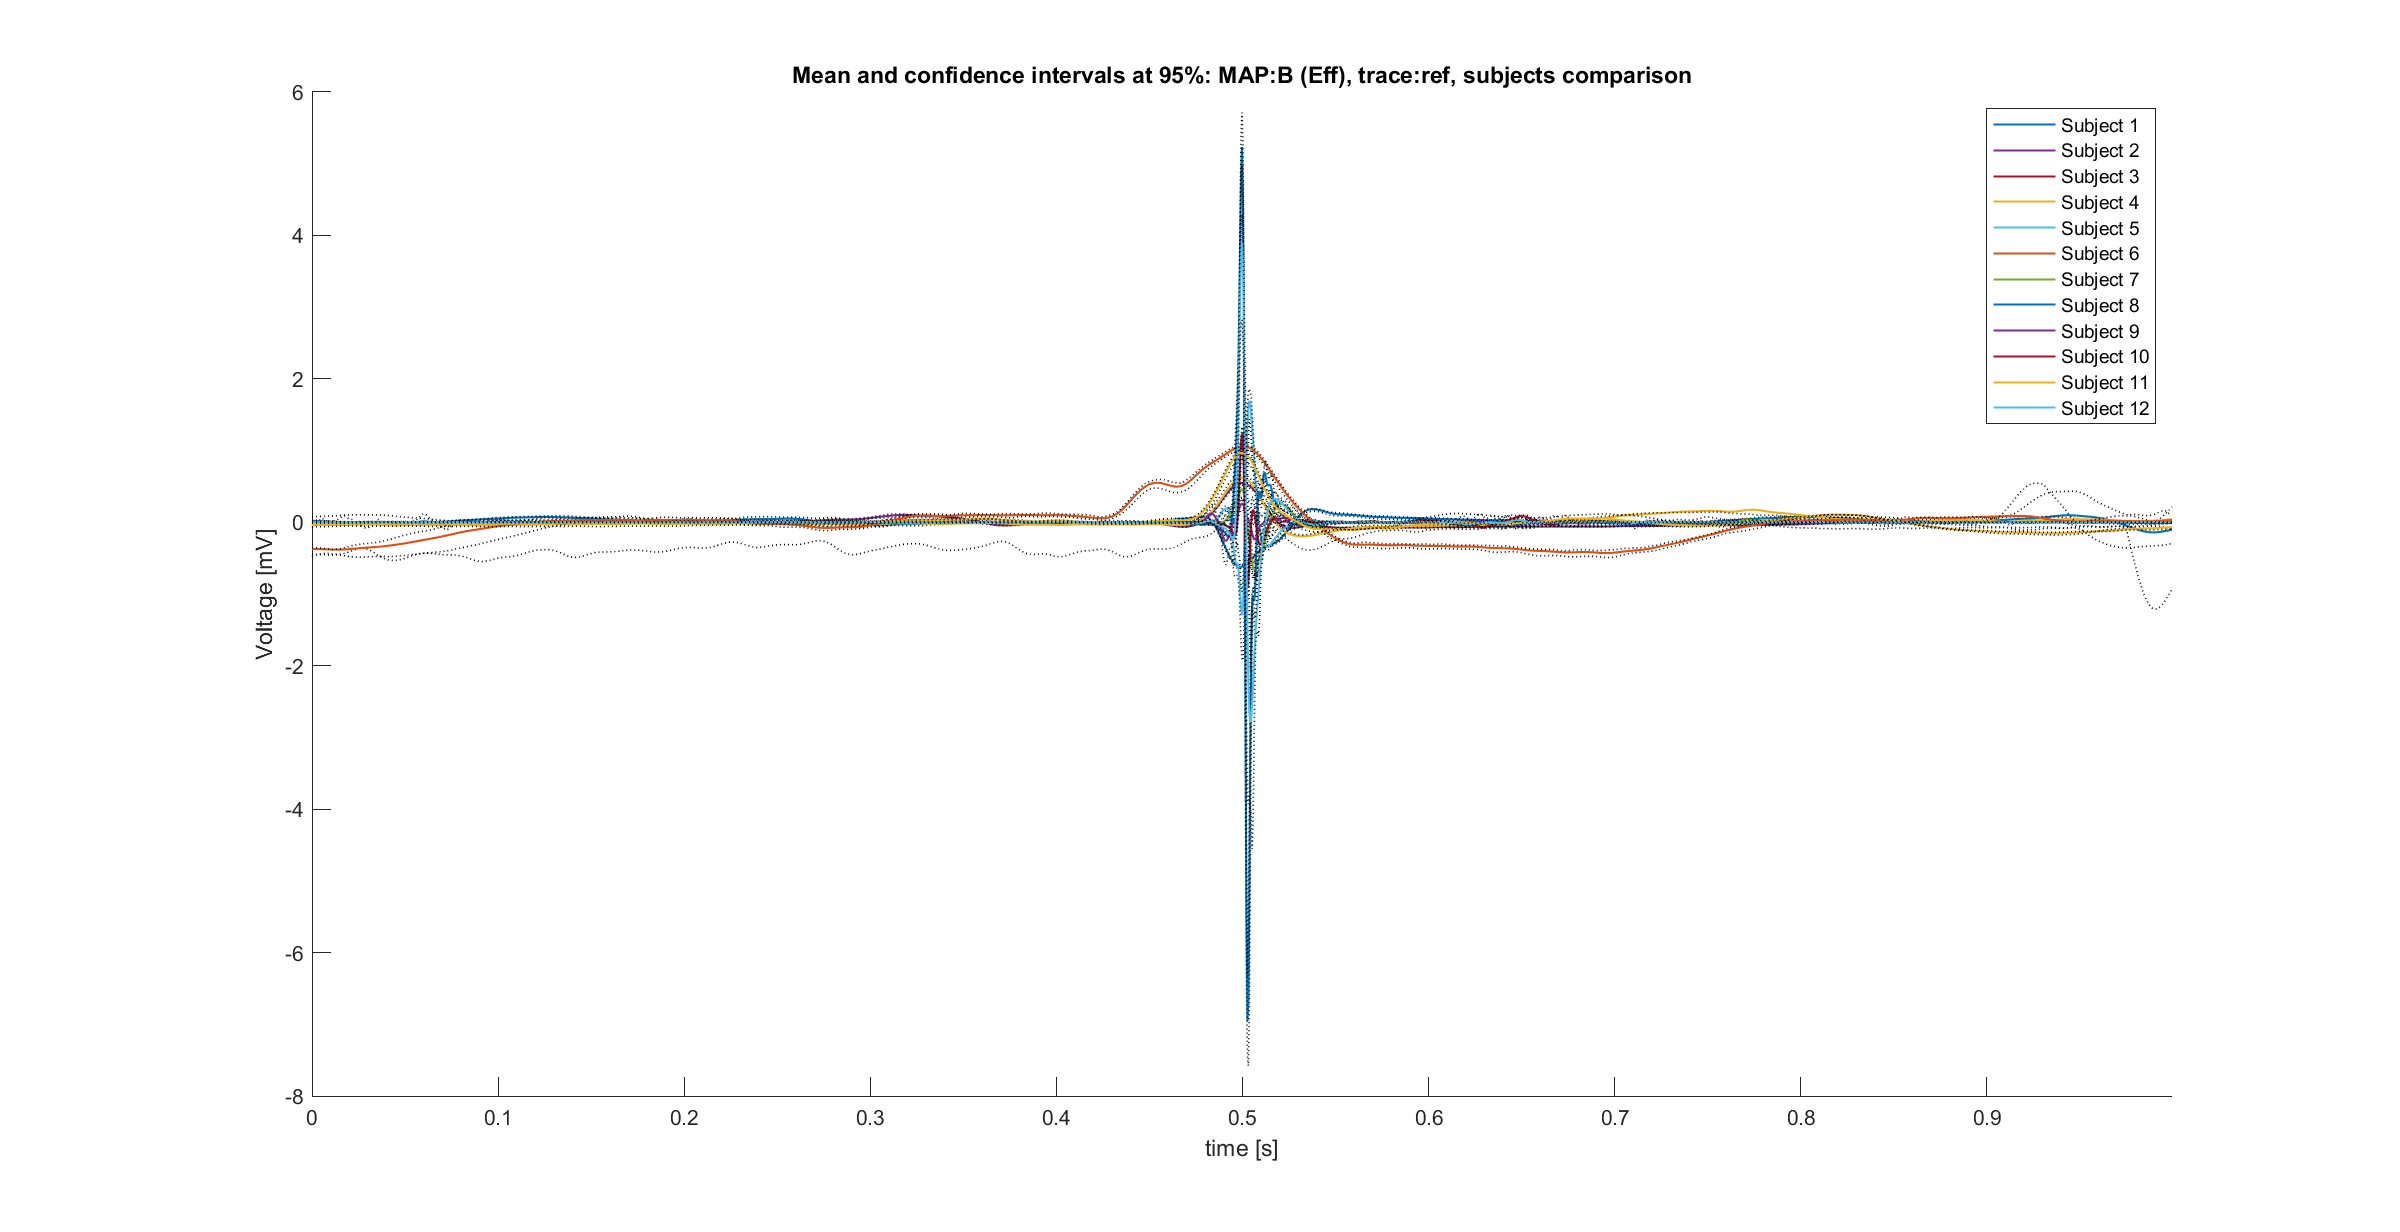 Mean and confidence intervals at 95%: MAP:B (Eff), trace:ref, subjects comparison
6
4
2
0
-2
-4
-6
-8
Voltage [mV]
0
0.1
0.2
0.3
0.4
0.5
0.6
0.7
0.8
0.9
time [s]
Subject 1
Subject 2
Subject 3
Subject 4
Subject 5
Subject 6
Subject 7
Subject 8
Subject 9
Subject 10
Subject 11
Subject 12